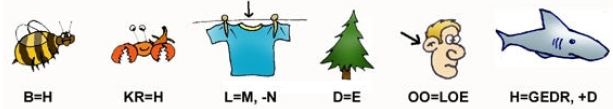 B=H KR=H L=M, -N D=E OO=LOE H=GEDR, +D